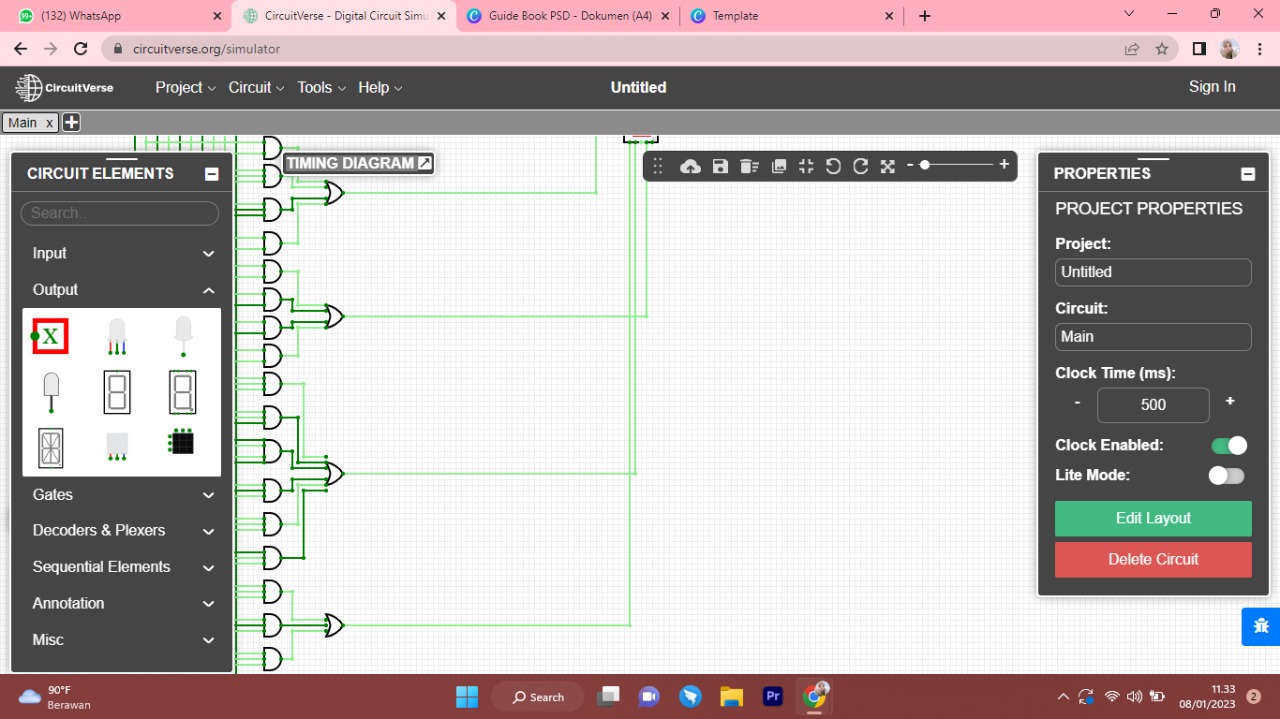 99+ (132) WhatsApp
CircuitVerse - Digital Circuit Simu
Guide Book PSD - Dokumen (A4)
Template
circuitverse.org/simulator
CircuitVerse
Project
Circuit
Tools
Help
Untitled
Sign In
Main x
TIMING DIAGRAM
CIRCUIT ELEMENTS
Search..
Input
Output
X
Gates
Decoders & Plexers
Sequential Elements
Annotation
Misc
- +
PROPERTIES
PROJECT PROPERTIES
Project:
Untitled
Circuit:
Main
Clock Time (ms):
- 500 +
Clock Enabled:
Lite Mode:
Edit Layout
Delete Circuit
90°F
Berawan
Search
Pr
11.33
08/01/2023
2